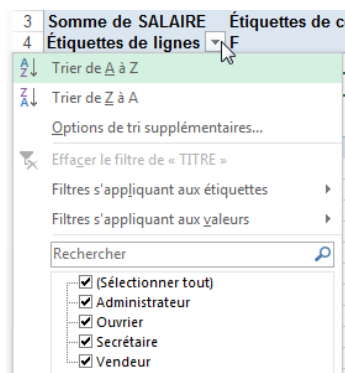 3 Somme de SALAIRE Étiquettes de c
4 Étiquettes de lignes F
Trier de A à Z
Trier de Z à A
Options de tri supplémentaires...
Effacer le filtre de « TITRE »
Filtres s'appliquant aux étiquettes
Filtres s'appliquant aux valeurs
Rechercher
(Sélectionner tout)
Administrateur
Ouvrier
Secrétaire
Vendeur